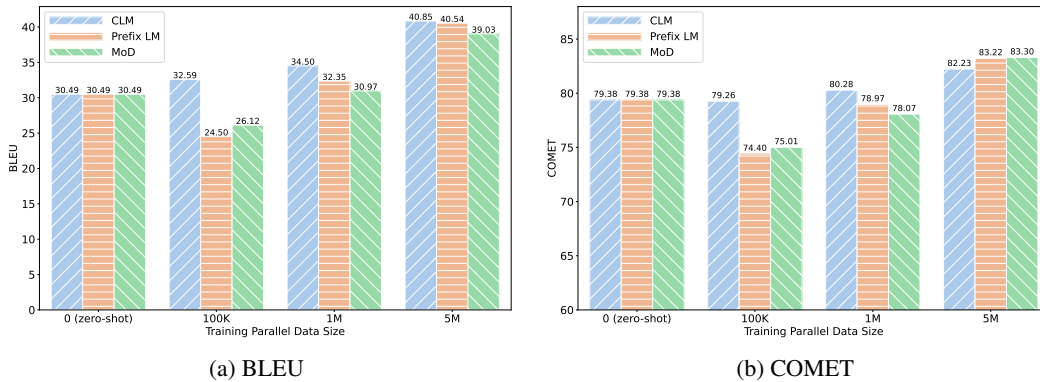 CLM
Prefix LM
MoD
BLEU
0
5
10
15
20
25
30
35
40
30.49 30.49 30.49
32.59
24.50
26.12
34.50
32.35
30.97
40.85
40.54
39.03
0 (zero-shot) 100K 1M 5M
Training Parallel Data Size
(a) BLEU
CLM
Prefix LM
MoD
COMET
60
65
70
75
80
85
79.38 79.38 79.38
79.26
74.40
75.01
80.28
78.97
78.07
82.23
83.22
83.30
0 (zero-shot) 100K 1M 5M
Training Parallel Data Size
(b) COMET